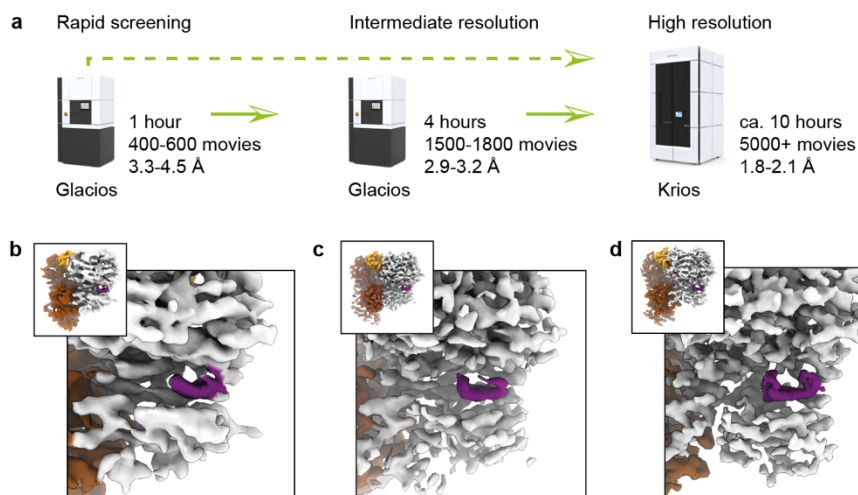 a
Rapid screening
Intermediate resolution
High resolution
1 hour
400-600 movies
3.3-4.5 Å
Glacios
4 hours
1500-1800 movies
2.9-3.2 Å
Glacios
ca. 10 hours
5000+ movies
1.8-2.1 Å
Krios
b
c
d